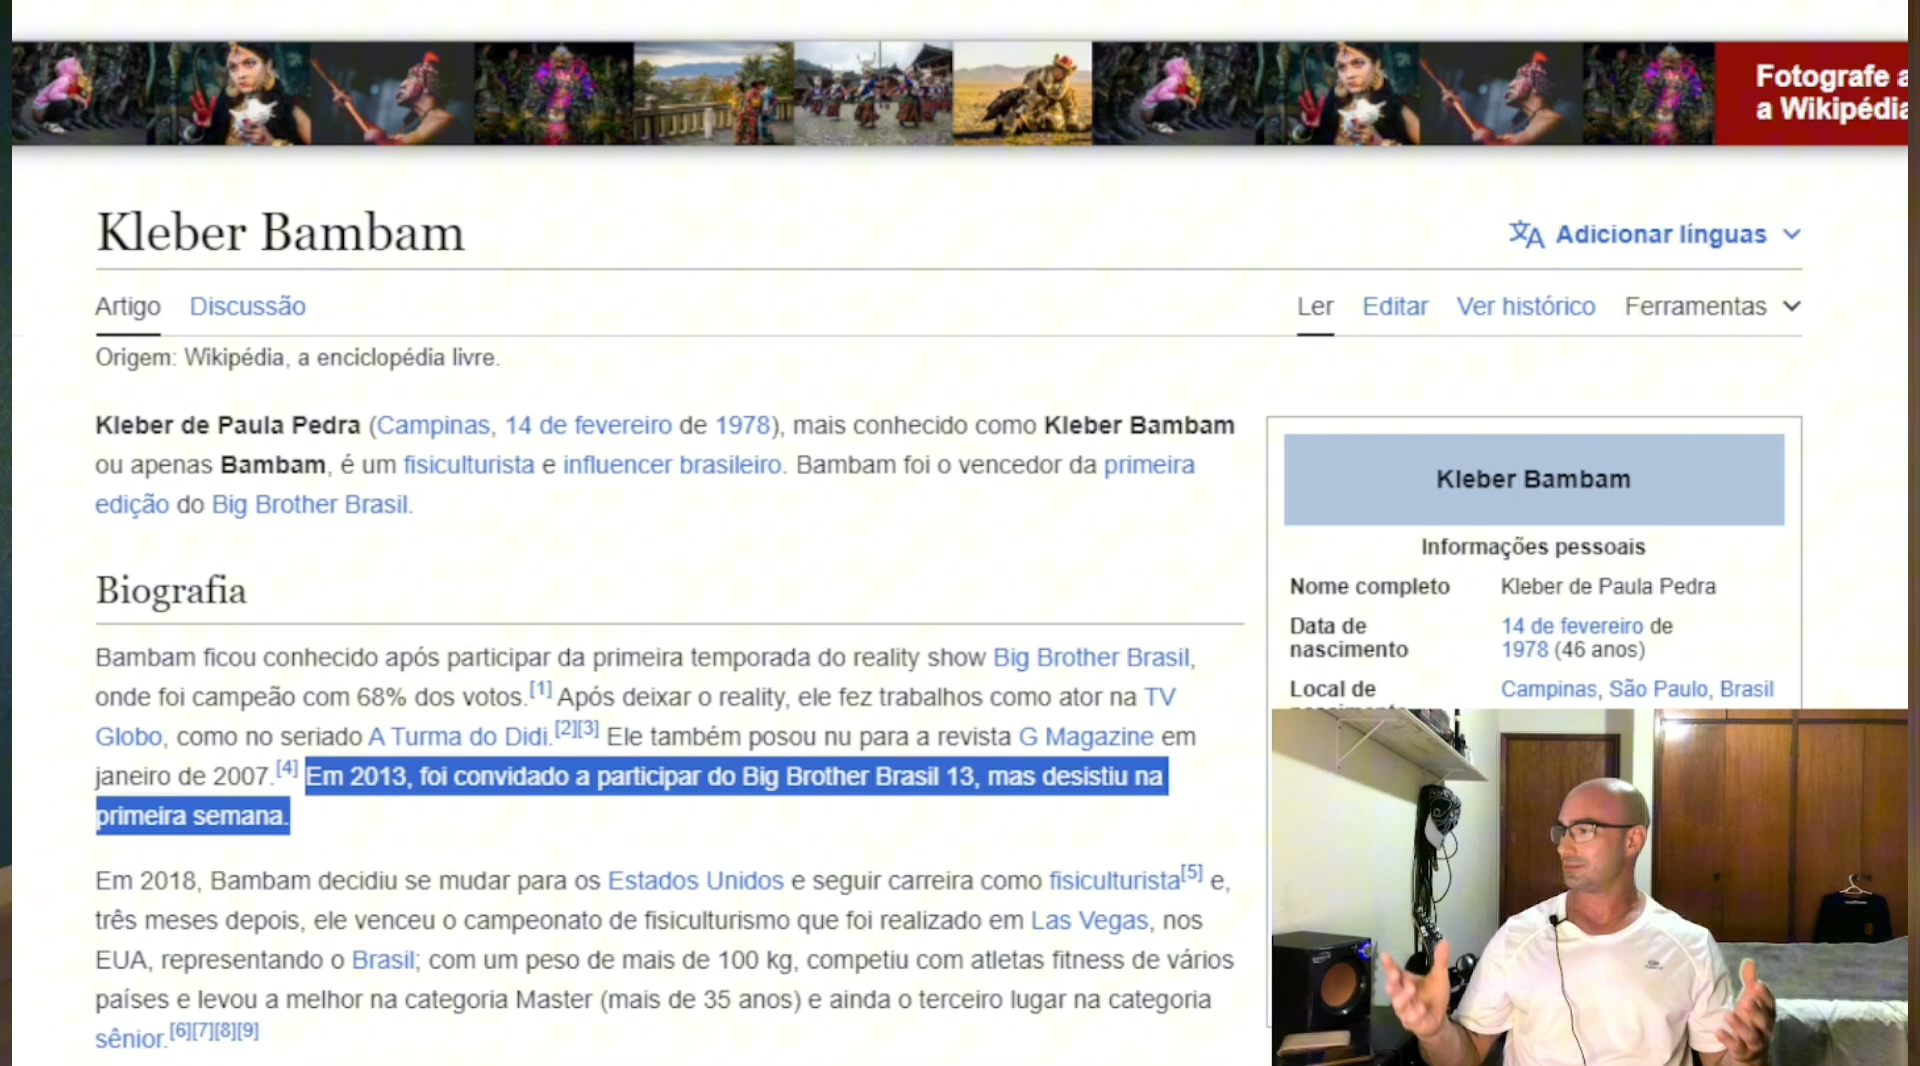 Fotografe a
a Wikipédia
Kleber Bambam
Adicionar línguas
Artigo Discussão
Ler Editar Ver histórico Ferramentas
Origem: Wikipédia, a enciclopédia livre.
Kleber de Paula Pedra (Campinas, 14 de fevereiro de 1978), mais conhecido como Kleber Bambam
ou apenas Bambam, é um fisiculturista e influencer brasileiro. Bambam foi o vencedor da primeira
edição do Big Brother Brasil.
Biografia
Bambam ficou conhecido após participar da primeira temporada do reality show Big Brother Brasil,
onde foi campeão com 68% dos votos.[1] Após deixar o reality, ele fez trabalhos como ator na TV
Globo, como no seriado A Turma do Didi.[2][3] Ele também posou nu para a revista G Magazine em
janeiro de 2007.[4] Em 2013, foi convidado a participar do Big Brother Brasil 13, mas desistiu na
primeira semana.
Em 2018, Bambam decidiu se mudar para os Estados Unidos e seguir carreira como fisiculturista[5] e,
três meses depois, ele venceu o campeonato de fisiculturismo que foi realizado em Las Vegas, nos
EUA, representando o Brasil; com um peso de mais de 100 kg, competiu com atletas fitness de vários
países e levou a melhor na categoria Master (mais de 35 anos) e ainda o terceiro lugar na categoria
sênior.[6][7][8][9]
Kleber Bambam
Informações pessoais
Nome completo Kleber de Paula Pedra
Data de 14 de fevereiro de
nascimento 1978 (46 anos)
Local de Campinas, São Paulo, Brasil